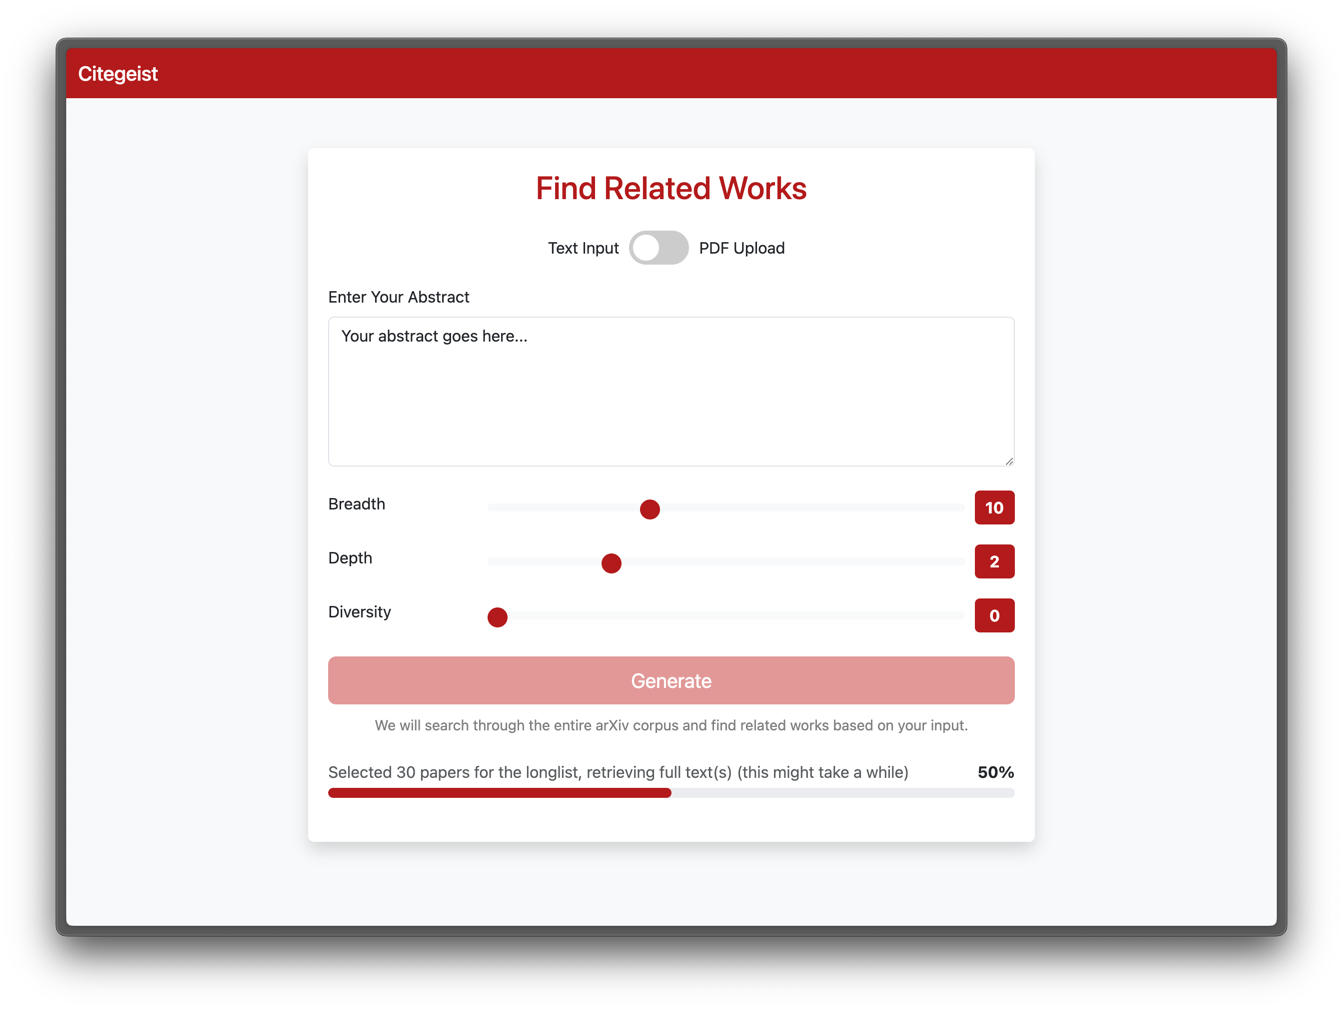 Citegeist
Find Related Works
Text Input PDF Upload
Enter Your Abstract
Your abstract goes here...
Breadth 10
Depth 2
Diversity 0
Generate
We will search through the entire arXiv corpus and find related works based on your input.
Selected 30 papers for the longlist, retrieving full text(s) (this might take a while) 50%